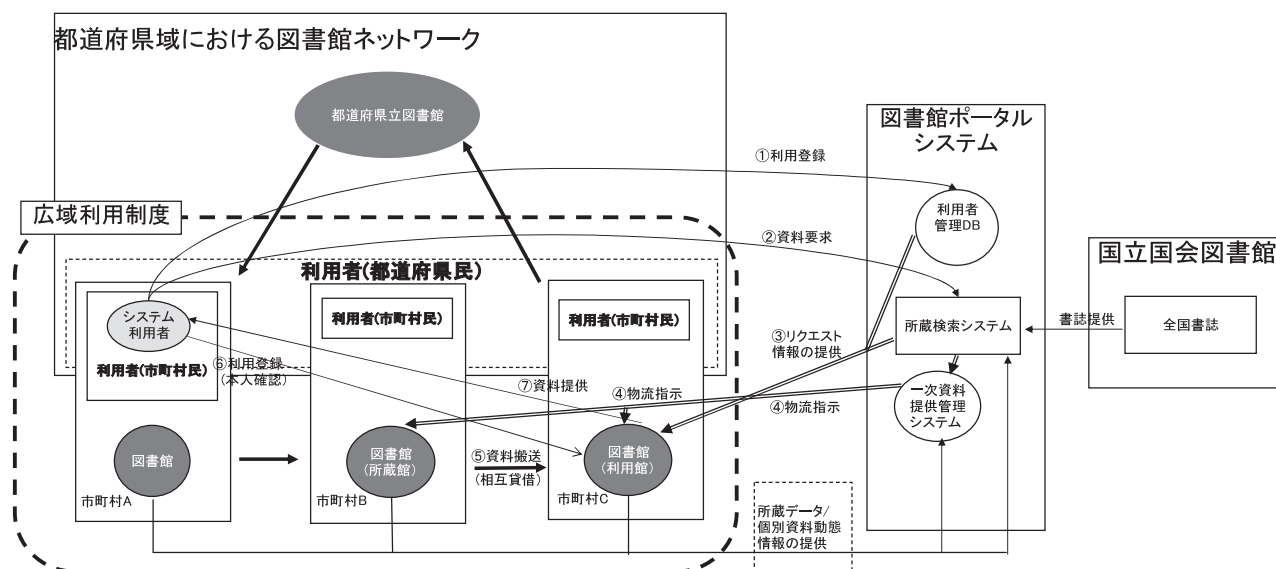 都道府県域における図書館ネットワーク
都道府県立図書館
図書館ポータル
システム
①利用登録
利用者
管理DB
広域利用制度
②資料要求
国立国会図書館
利用者(都道府県民)
システム
利用者
利用者(市町村民)
利用者(市町村民)
利用者(市町村民)
所蔵検索システム
書誌提供
全国書誌
③リクエスト
情報の提供
⑥利用登録
(本人確認)
⑦資料提供
④物流指示
④物流指示
一次資料
提供管理
システム
図書館
図書館
(所蔵館)
⑤資料搬送
(相互貸借)
図書館
(利用館)
市町村A
市町村B
市町村C
所蔵データ/
個別資料動態
情報の提供